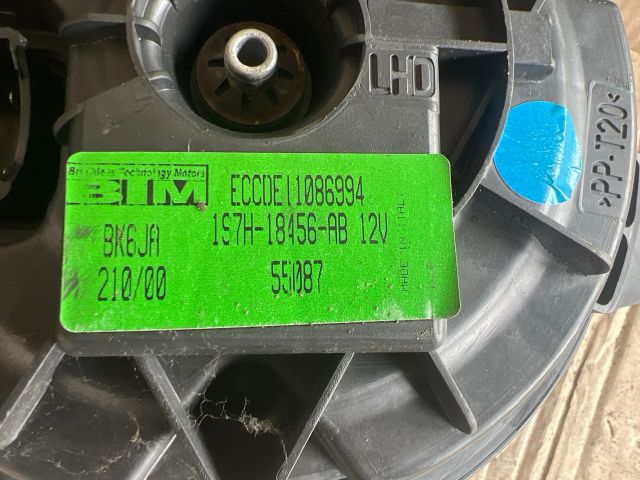 LHD
>PP-T20<
Brushless Technology Motors
BTM
ECCDE11086994
BK6JA
1S7H-18456-AB 12V
210/00
55087
MADE IN ITALY